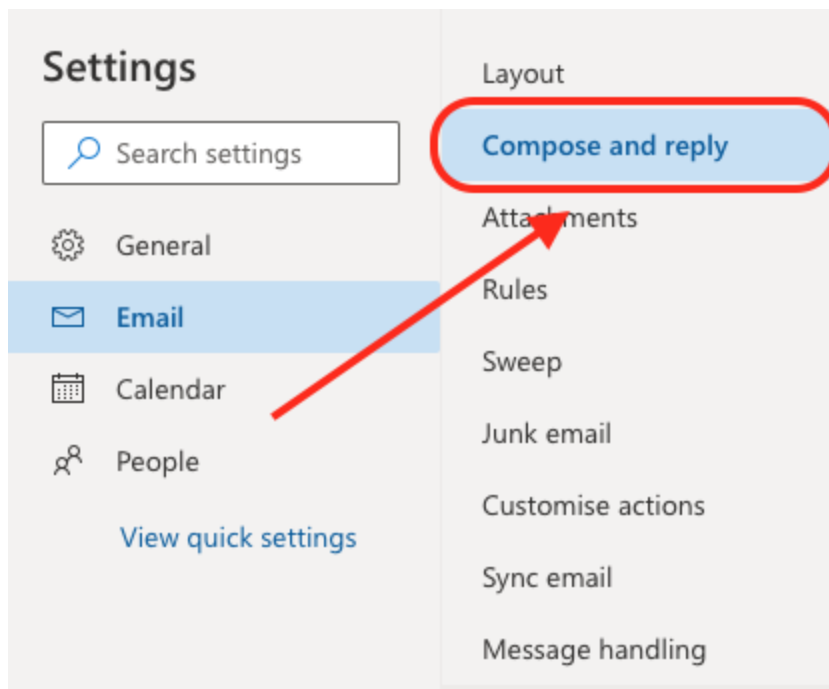 Settings
Search settings
General
Email
Calendar
People
View quick settings
Layout
Compose and reply
Attachments
Rules
Sweep
Junk email
Customise actions
Sync email
Message handling